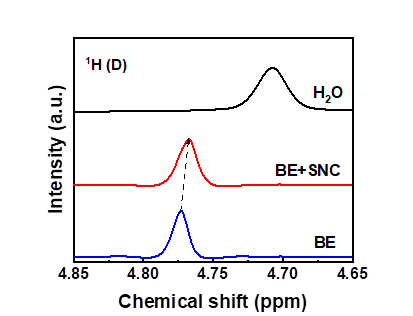 ¹H (D)
H₂O
BE+SNC
BE
Intensity (a.u.)
4.85 4.80 4.75 4.70 4.65
Chemical shift (ppm)